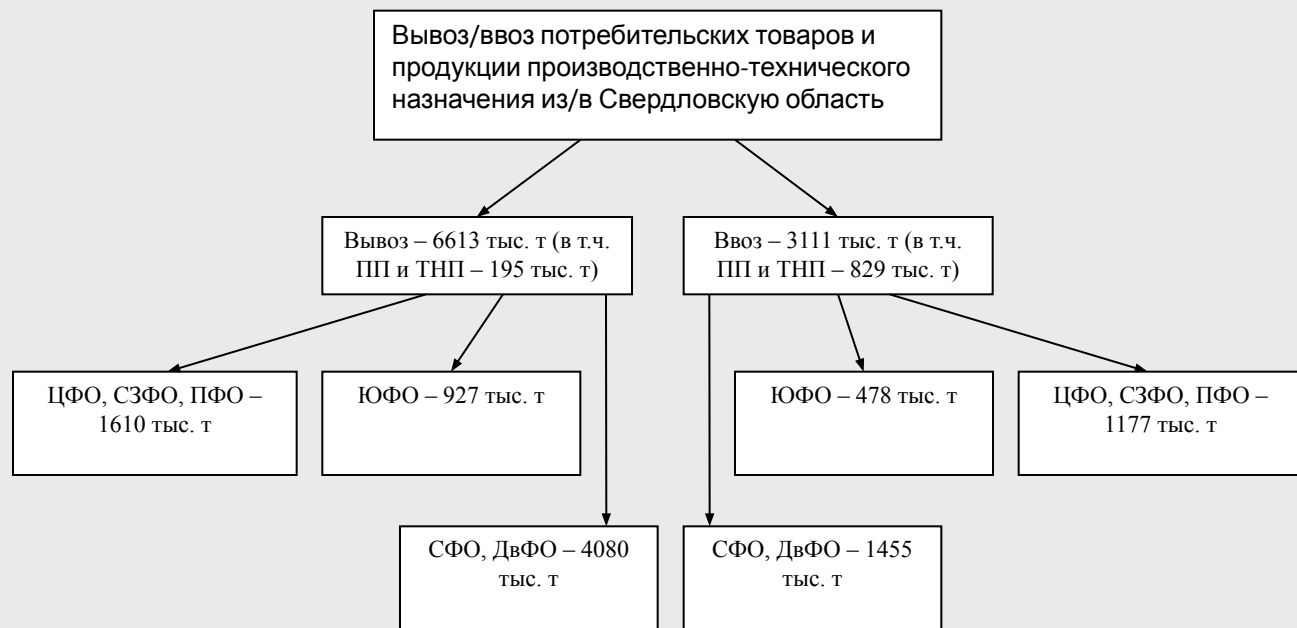 Вывоз/ввоз потребительских товаров и
продукции производственно-технического
назначения из/в Свердловскую область
Вывоз – 6613 тыс. т (в т.ч.
ПП и ТНП – 195 тыс. т)
Ввоз – 3111 тыс. т (в т.ч.
ПП и ТНП – 829 тыс. т)
ЦФО, СЗФО, ПФО –
1610 тыс. т
ЮФО – 927 тыс. т
ЮФО – 478 тыс. т
ЦФО, СЗФО, ПФО –
1177 тыс. т
СФО, ДвФО – 4080
тыс. т
СФО, ДвФО – 1455
тыс. т